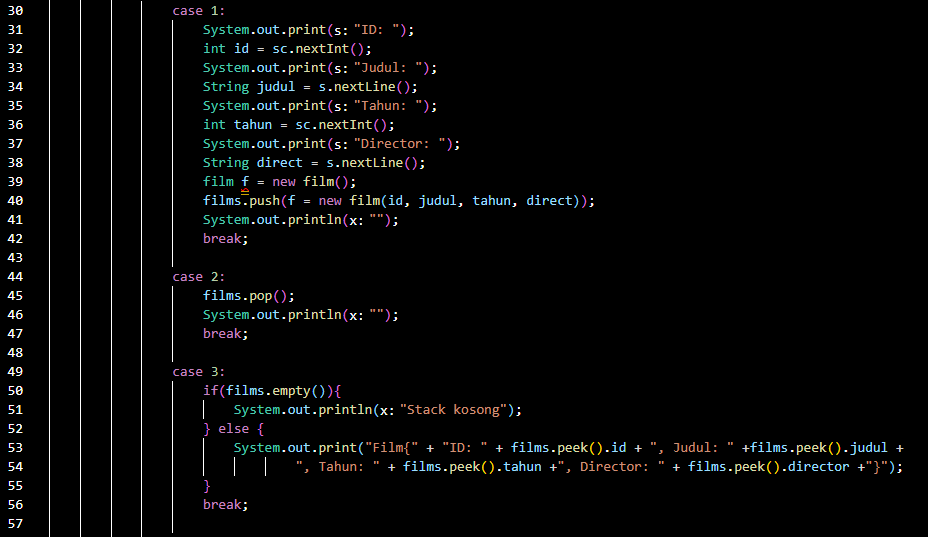 30 case 1:
31 System.out.print(s: "ID: ");
32 int id = sc.nextInt();
33 System.out.print(s: "Judul: ");
34 String judul = s.nextLine();
35 System.out.print(s: "Tahun: ");
36 int tahun = sc.nextInt();
37 System.out.print(s: "Director: ");
38 String direct = s.nextLine();
39 film f = new film();
40 films.push(f = new film(id, judul, tahun, direct));
41 System.out.println(x: "");
42 break;
43
44 case 2:
45 films.pop();
46 System.out.println(x: "");
47 break;
48
49 case 3:
50 if(films.empty()){
51 System.out.println(x: "Stack kosong");
52 } else {
53 System.out.print("Film{" + "ID: " + films.peek().id + ", Judul: " +films.peek().judul +
54 ", Tahun: " + films.peek().tahun +", Director: " + films.peek().director +"}");
55 }
56 break;
57